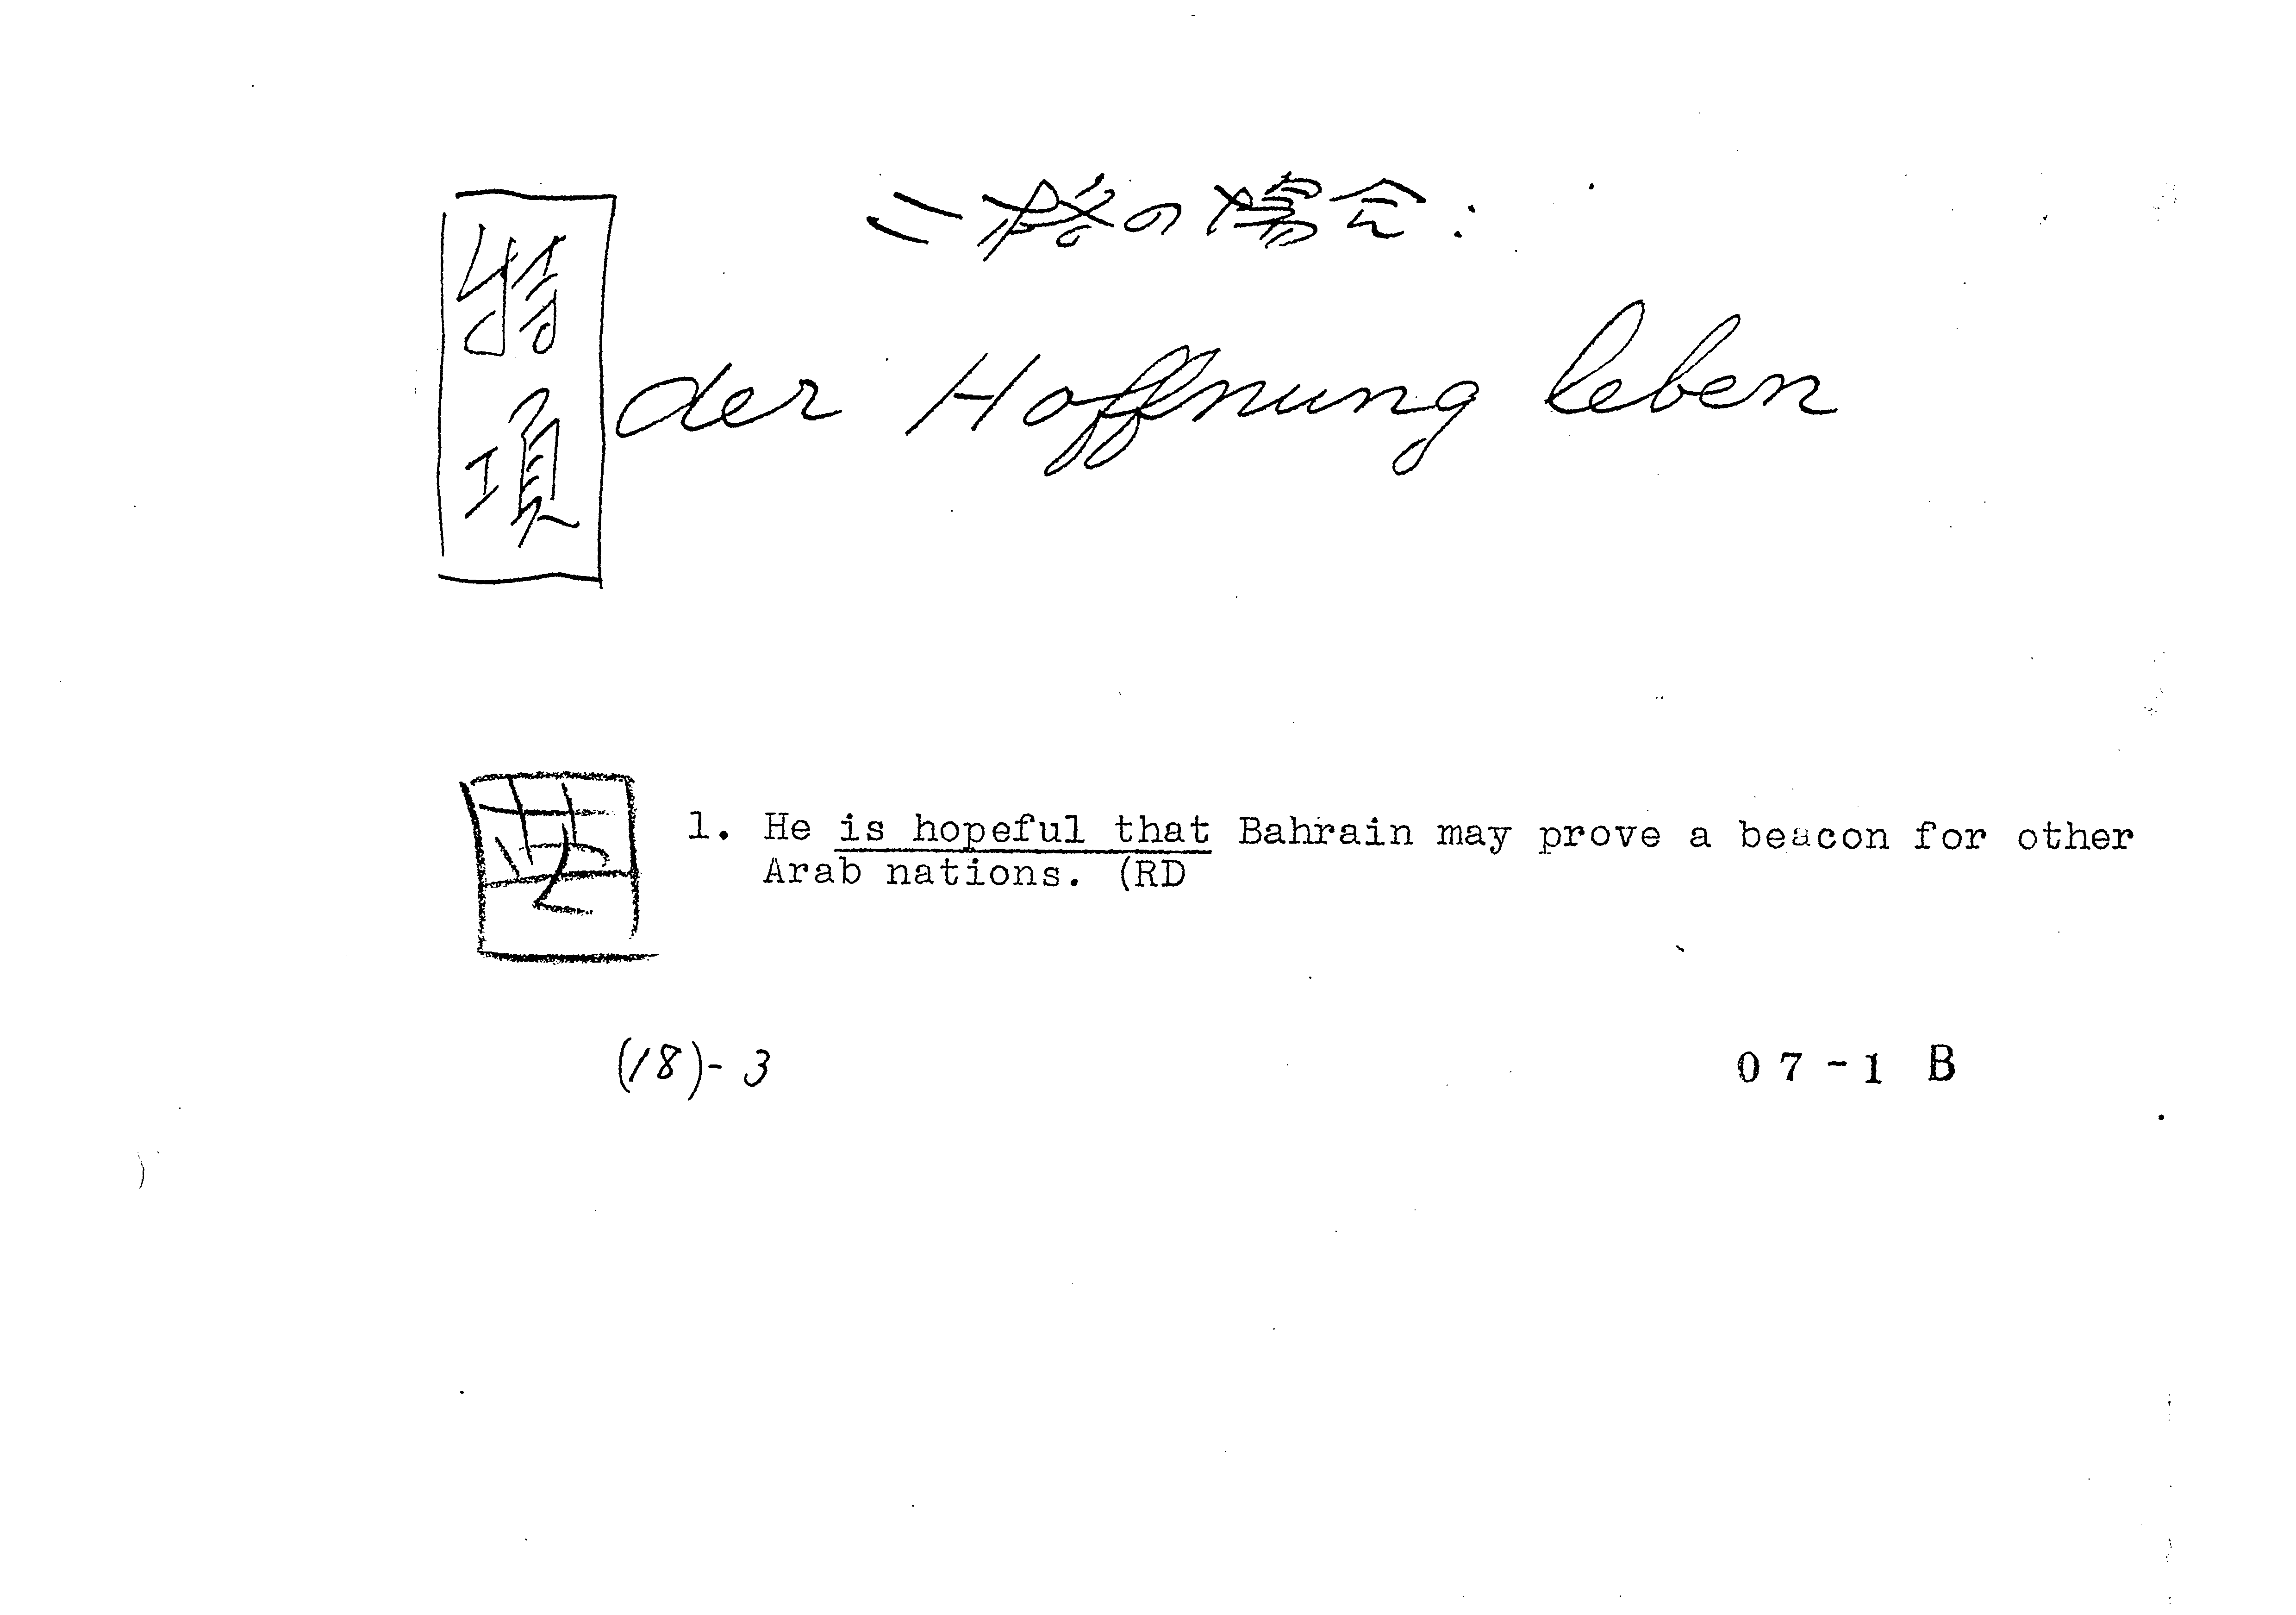 二格の場合:
特項
der Hoffnung leben
1. He is hopeful that Bahrain may prove a beacon for other
Arab nations. (RD
(18)-3
07-1 B